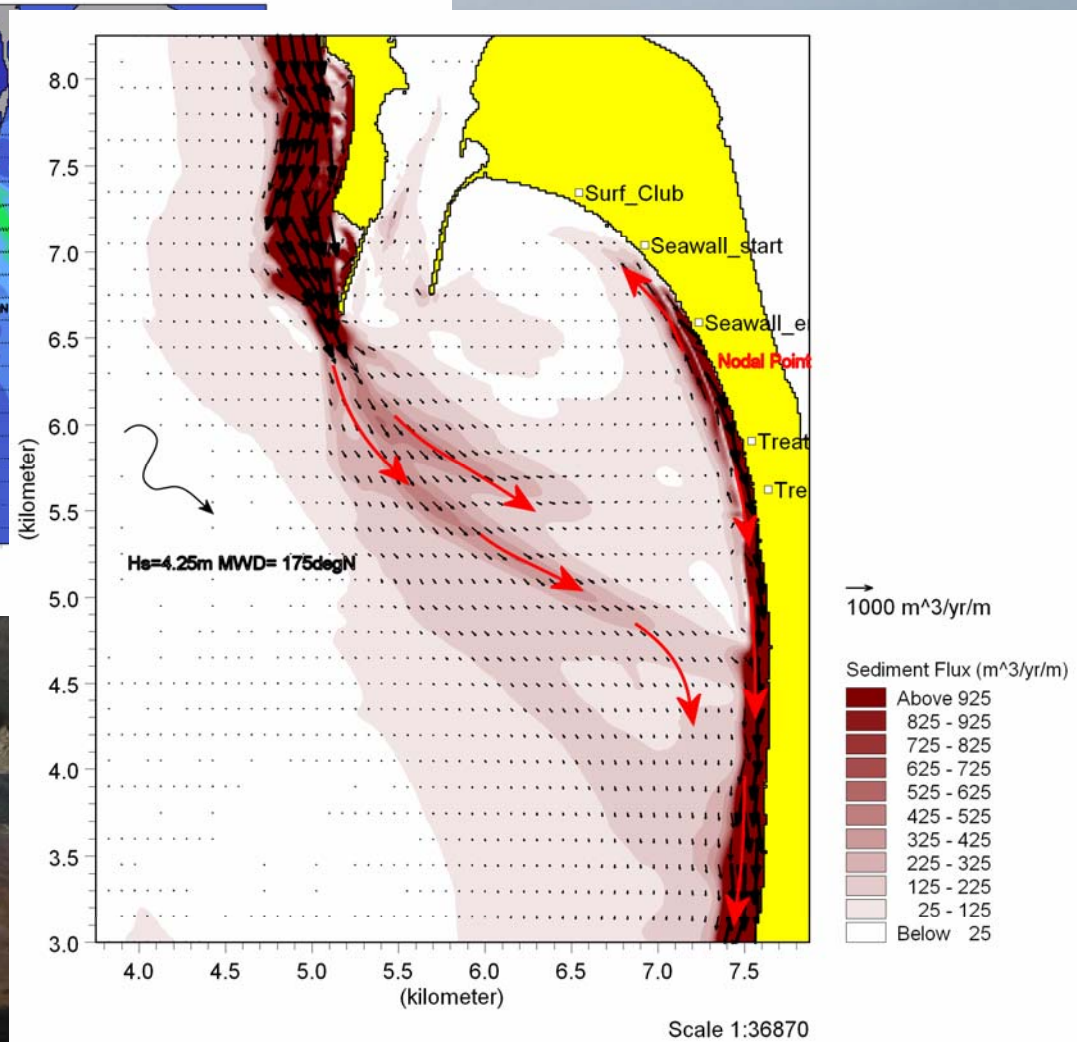 8.0
7.5
7.0
6.5
6.0
5.5
5.0
4.5
4.0
3.5
3.0
(kilometer)
Surf_Club
Seawall_start
Seawall_e
Nodal Point
Treat
Tre
Hs=4.25m MWD= 175degN
4.0 4.5 5.0 5.5 6.0 6.5 7.0 7.5
(kilometer)
Scale 1:36870
1000 m^3/yr/m
Sediment Flux (m^3/yr/m)
Above 925
825 - 925
725 - 825
625 - 725
525 - 625
425 - 525
325 - 425
225 - 325
125 - 225
25 - 125
Below 25